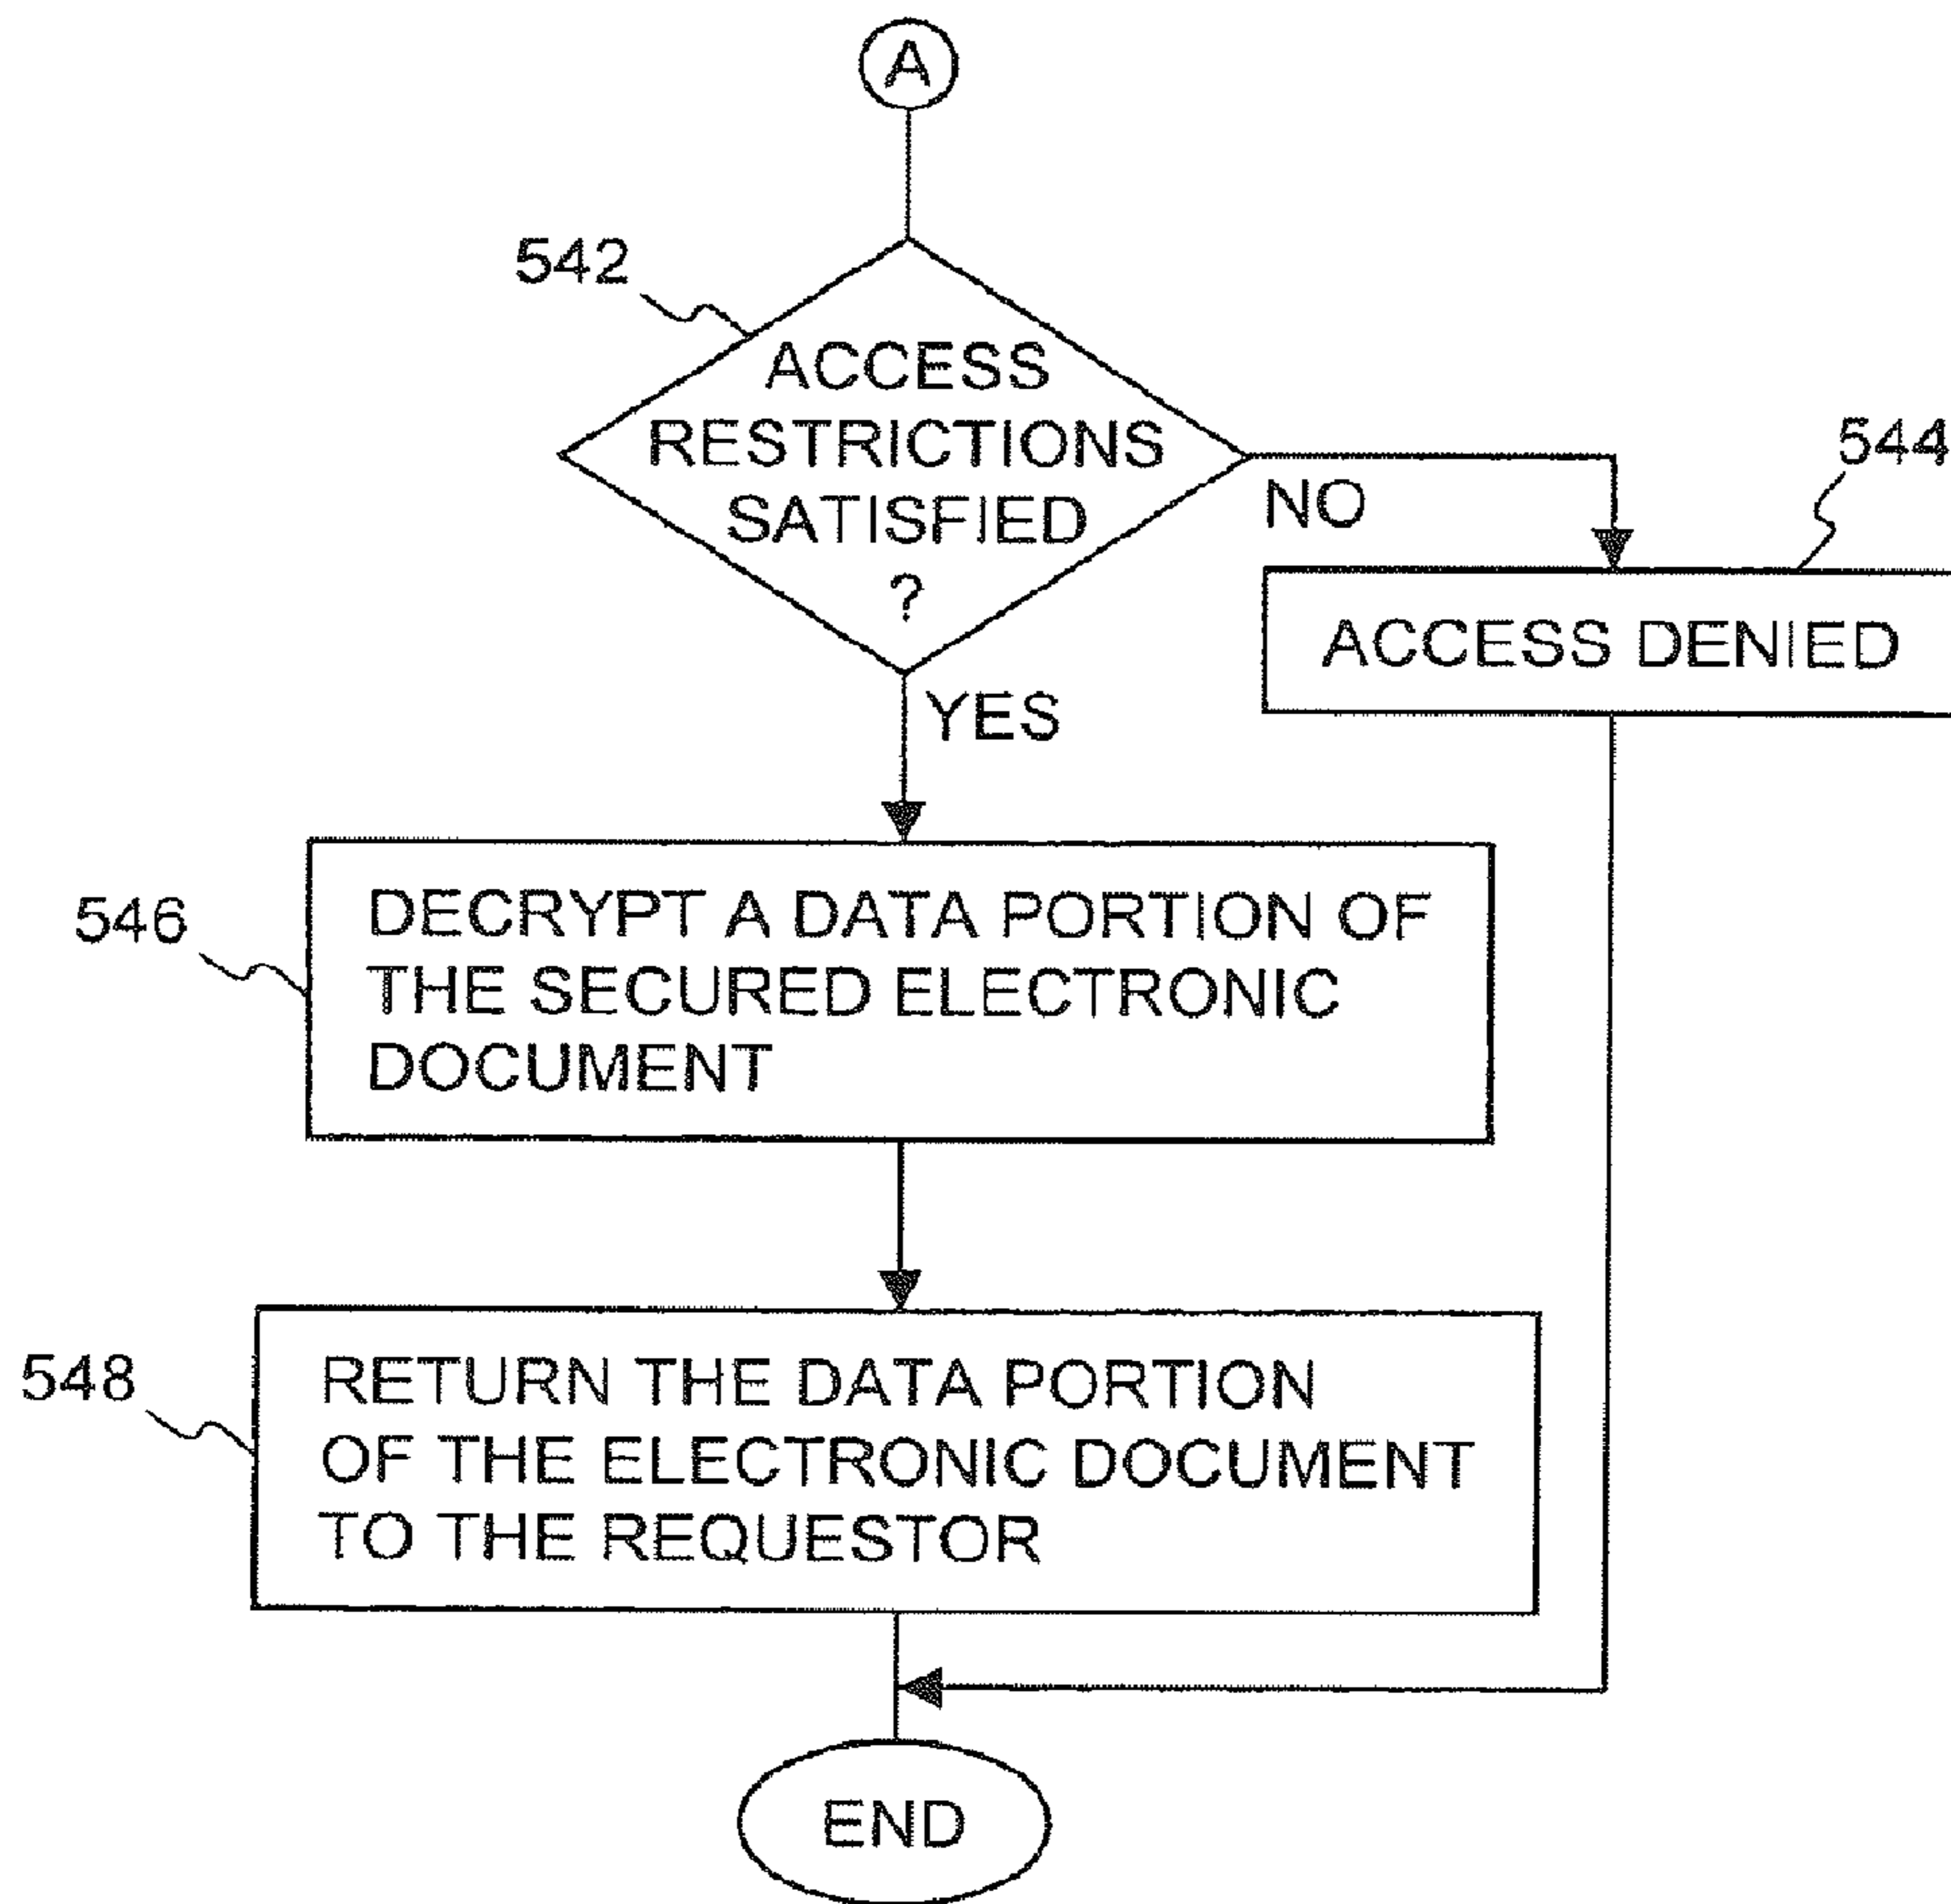 A
542
ACCESS
RESTRICTIONS
SATISFIED
?
NO
544
ACCESS DENIED
YES
546
DECRYPT A DATA PORTION OF
THE SECURED ELECTRONIC
DOCUMENT
548
RETURN THE DATA PORTION
OF THE ELECTRONIC DOCUMENT
TO THE REQUESTOR
END